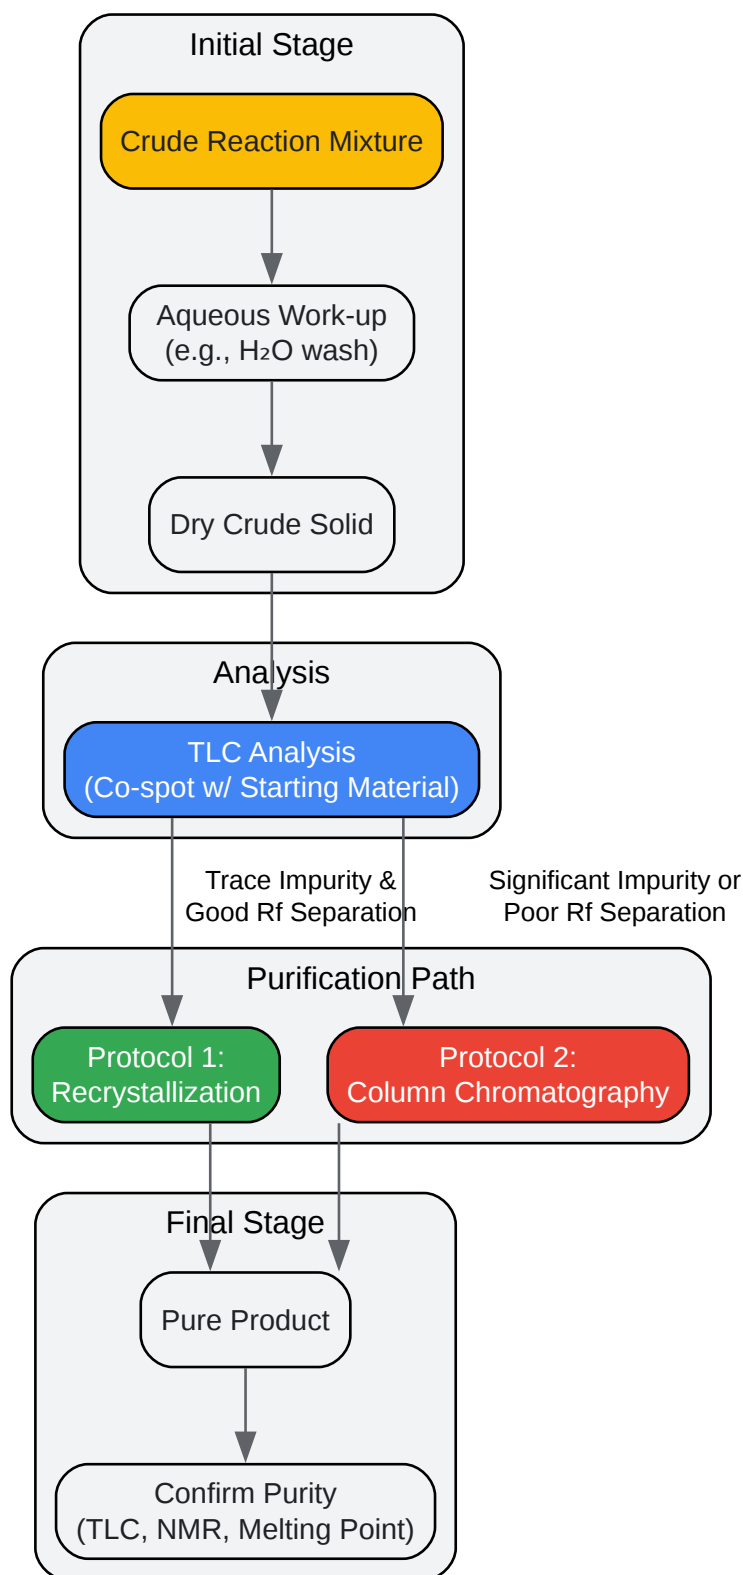 Initial Stage
Crude Reaction Mixture
Aqueous Work-up
(e.g., H₂O wash)
Dry Crude Solid
Analysis
TLC Analysis
(Co-spot w/ Starting Material)
Trace Impurity &
Good Rf Separation
Significant Impurity or
Poor Rf Separation
Purification Path
Protocol 1:
Recrystallization
Protocol 2:
Column Chromatography
Final Stage
Pure Product
Confirm Purity
(TLC, NMR, Melting Point)